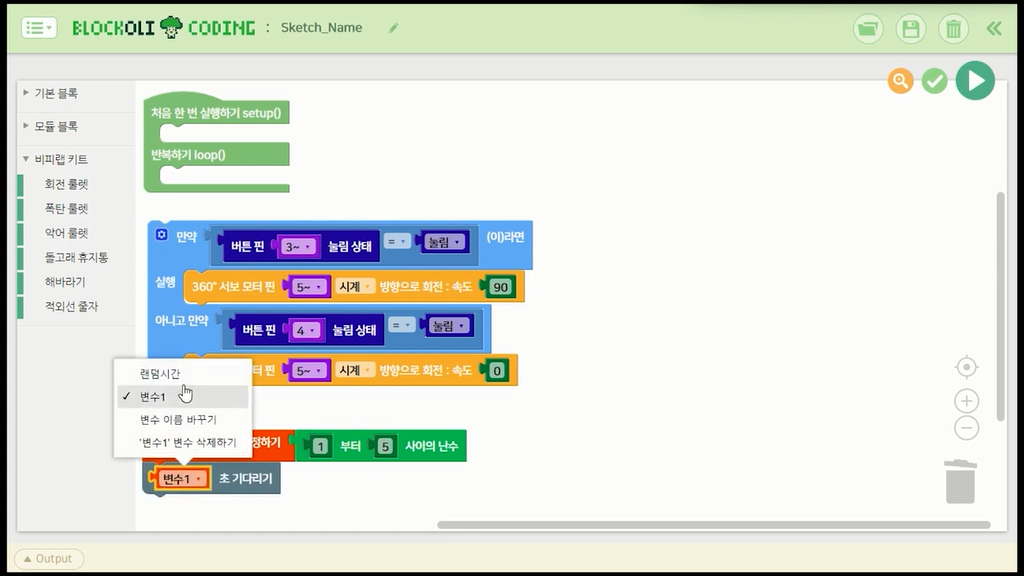 BLOCKOLI CODING : Sketch_Name
기본 블록
모듈 블록
비피랩 키트
회전 룰렛
폭탄 룰렛
악어 룰렛
돌고래 휴지통
해바라기
적외선 줄자
처음 한 번 실행하기 setup()
반복하기 loop()
만약 버튼 핀 3~ 눌림 상태 = 눌림 (이)라면
실행 360° 서보 모터 핀 5~ 시계 방향으로 회전 : 속도 90
아니고 만약 버튼 핀 4 눌림 상태 = 눌림
터 핀 5~ 시계 방향으로 회전 : 속도 0
랜덤시간
✓ 변수1
변수 이름 바꾸기
'변수1' 변수 삭제하기
정하기 1 부터 5 사이의 난수
변수1 초 기다리기
Output